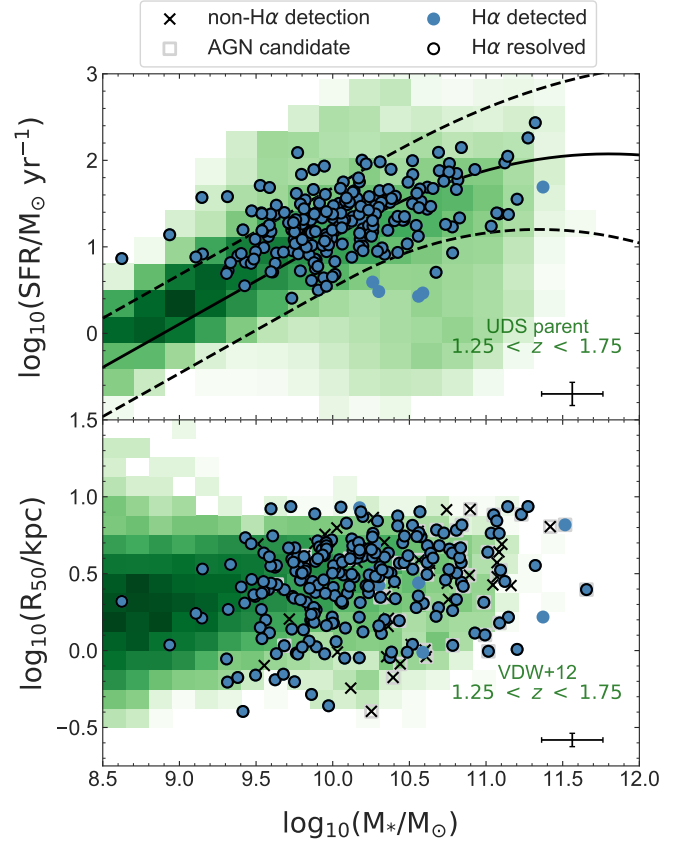 non-Hα detection
Hα detected
AGN candidate
Hα resolved
log₁₀(SFR/M⊙ yr⁻¹)
3
2
1
0
UDS parent
1.25 < z < 1.75
log₁₀(R₅₀/kpc)
1.5
1.0
0.5
0.0
−0.5
VDW+12
1.25 < z < 1.75
8.5 9.0 9.5 10.0 10.5 11.0 11.5 12.0
log₁₀(M*/M⊙)